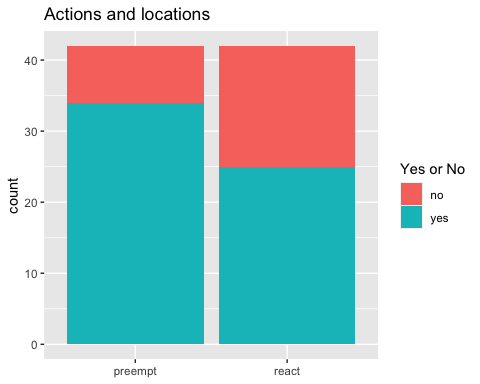 Actions and locations
count
40
30
20
10
0
preempt
react
Yes or No
no
yes